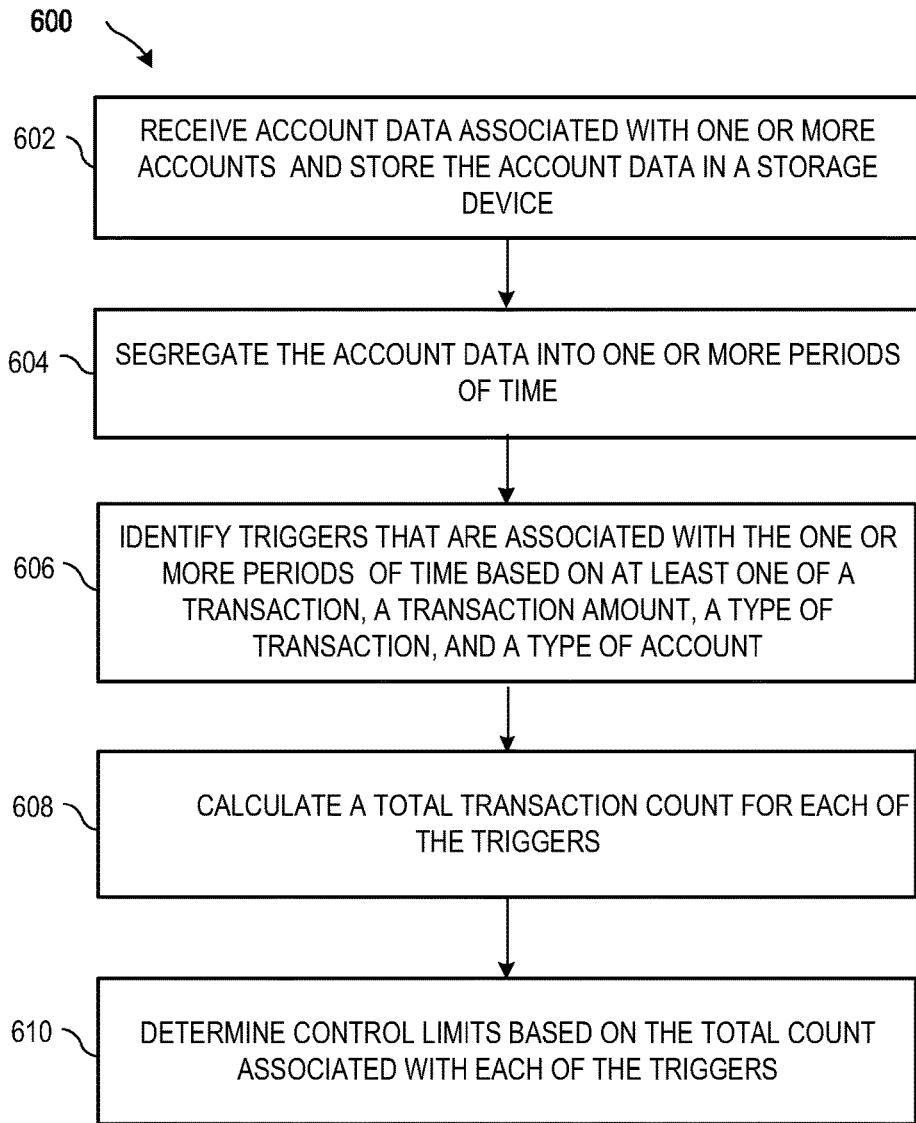 600
602
RECEIVE ACCOUNT DATA ASSOCIATED WITH ONE OR MORE
ACCOUNTS AND STORE THE ACCOUNT DATA IN A STORAGE
DEVICE
604
SEGREGATE THE ACCOUNT DATA INTO ONE OR MORE PERIODS
OF TIME
606
IDENTIFY TRIGGERS THAT ARE ASSOCIATED WITH THE ONE OR
MORE PERIODS OF TIME BASED ON AT LEAST ONE OF A
TRANSACTION, A TRANSACTION AMOUNT, A TYPE OF
TRANSACTION, AND A TYPE OF ACCOUNT
608
CALCULATE A TOTAL TRANSACTION COUNT FOR EACH OF
THE TRIGGERS
610
DETERMINE CONTROL LIMITS BASED ON THE TOTAL COUNT
ASSOCIATED WITH EACH OF THE TRIGGERS